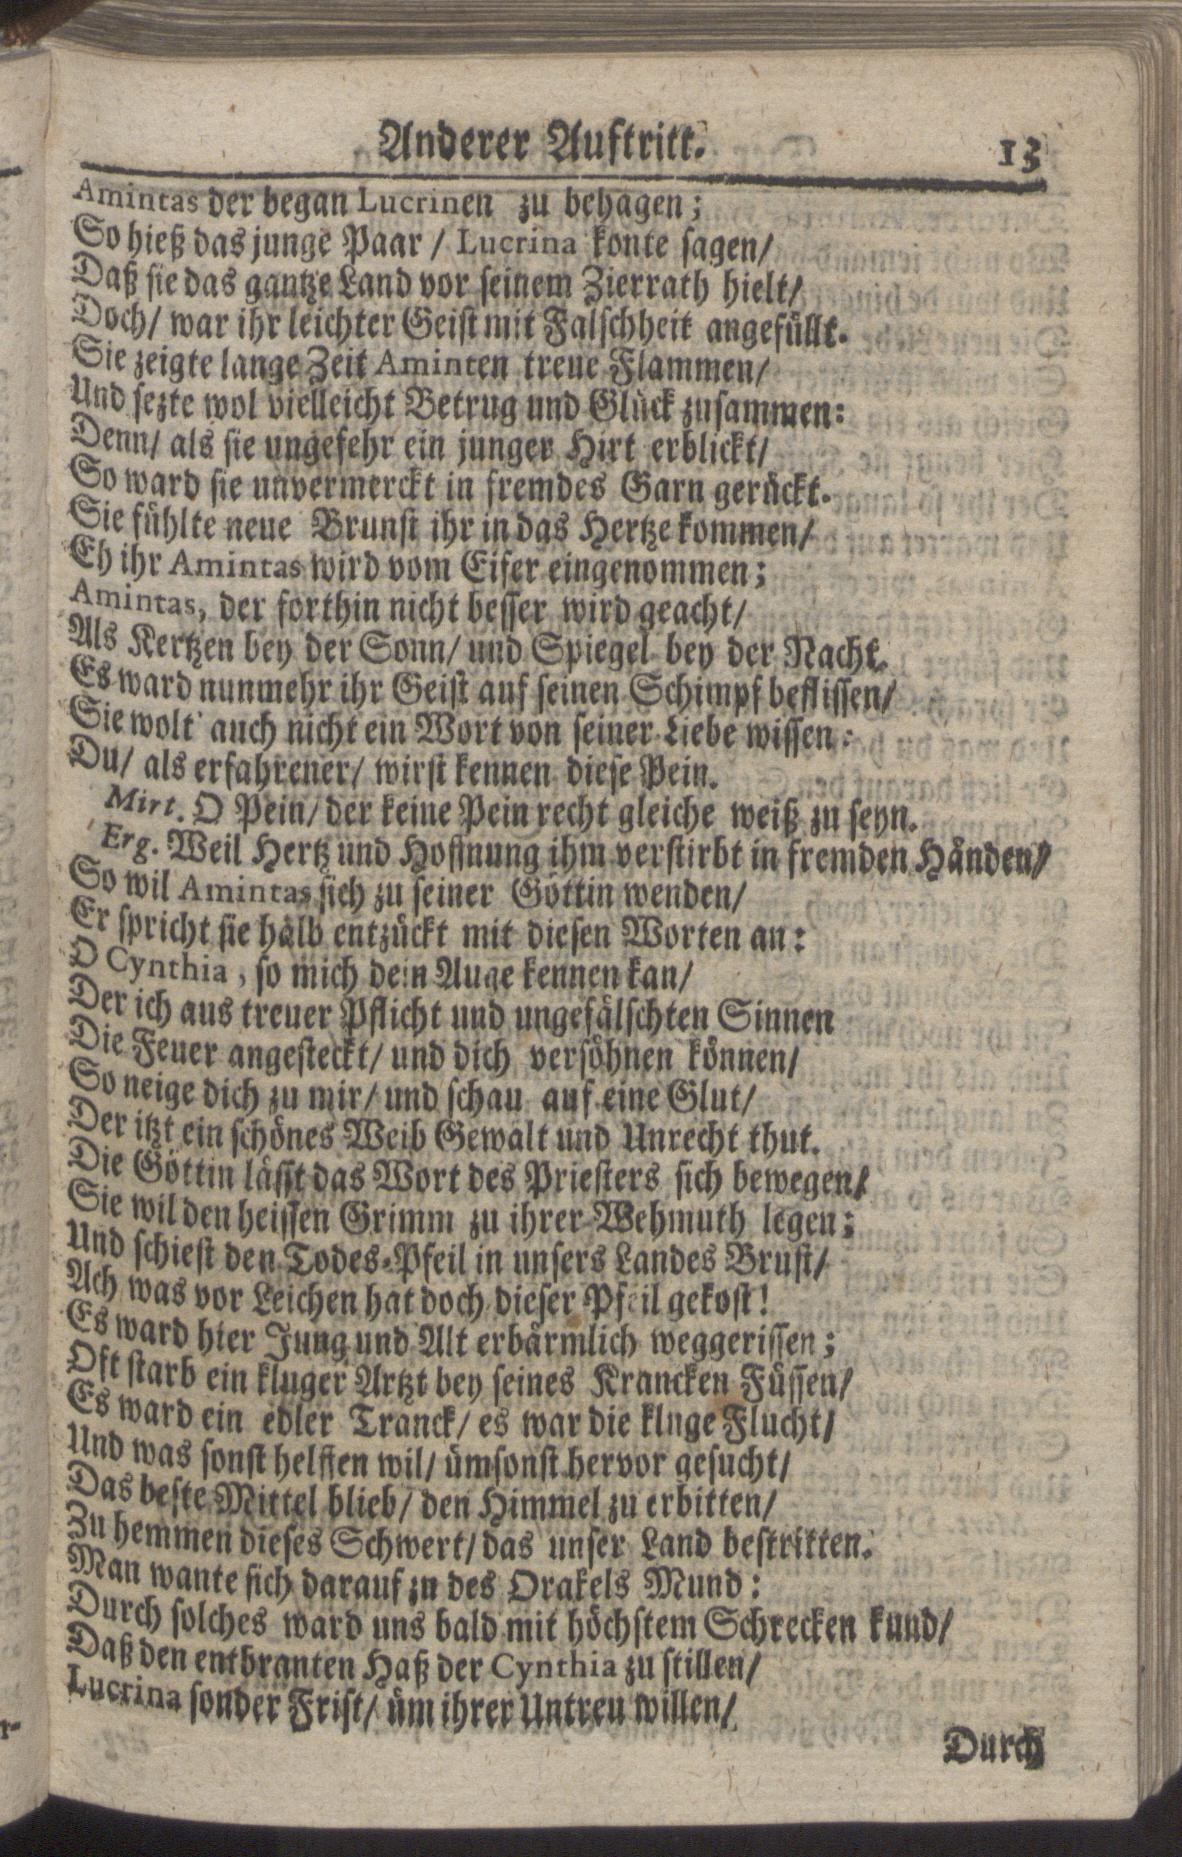 Anderer Auftritt. 13
Amintas der began Lucrinen zu behagen;
So hieß das junge Paar / Lucrina konte sagen/
Daß sie das gantze Land vor seinem Zierrath hielt/
Doch/ war ihr leichter Geist mit Falschheit angefüllt.
Sie zeigte lange Zeit Aminten treue Flammen/
Und sezte wol vielleicht Betrug und Glück zusammen:
Denn/ als sie ungefehr ein junger Hirt erblickt/
So ward sie unvermerckt in fremdes Garn gerückt.
Sie fühlte neue Brunst ihr in das Hertze kommen/
Eh ihr Amintas wird vom Eifer eingenommen;
Amintas, der forthin nicht besser wird geacht/
Als Kertzen bey der Sonn/ und Spiegel bey der Nacht.
Es ward nunmehr ihr Geist auf seinen Schimpf beflissen/
Sie wolt auch nicht ein Wort von seiner Liebe wissen:
Du/ als erfahrener/ wirst kennen diese Pein.
Mirt. O Pein/ der keine Pein recht gleiche weiß zu seyn.
Erg. Weil Hertz und Hoffnung ihm verstirbt in fremden Händen/
So wil Amintas sich zu seiner Göttin wenden/
Er spricht sie halb entzückt mit diesen Worten an:
O Cynthia, so mich dein Auge kennen kan/
Der ich aus treuer Pflicht und ungefälschten Sinnen
Die Feuer angesteckt/ und dich versöhnen können/
So neige dich zu mir/ und schau auf eine Glut/
Der itzt ein schönes Weib Gewalt und Unrecht thut.
Die Göttin lässt das Wort des Priesters sich bewegen/
Sie wil den heissen Grimm zu ihrer Wehmuth legen;
Und schiest den Todes-Pfeil in unsers Landes Brust/
Ach was vor Leichen hat doch dieser Pfeil gekost!
Es ward hier Jung und Alt erbärmlich weggerissen;
Oft starb ein kluger Artzt bey seines Krancken Füssen/
Es ward ein edler Tranck/ es war die kluge Flucht/
Und was sonst helffen wil/ ümsonst hervor gesucht/
Das beste Mittel blieb/ den Himmel zu erbitten/
Zu hemmen dieses Schwert/ das unser Land bestritten.
Man wante sich darauf zu des Orakels Mund:
Durch solches ward uns bald mit höchstem Schrecken kund/
Daß den entbranten Haß der Cynthia zu stillen/
Lucrina sonder Frist/ üm ihrer Untreu willen/
Durch